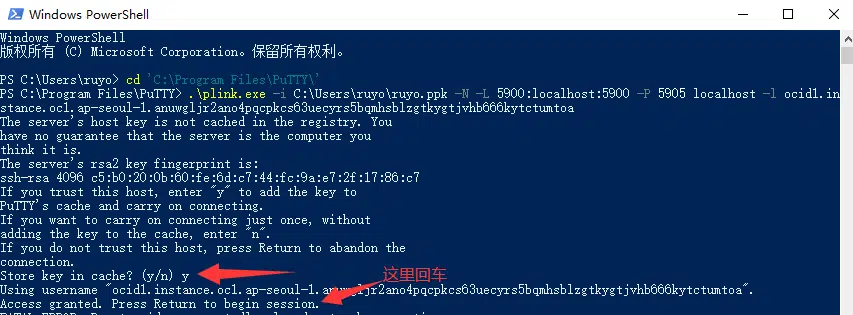 Windows PowerShell
Windows PowerShell
版权所有 (C) Microsoft Corporation。保留所有权利。
PS C:\Users\ruyo> cd 'C:\Program Files\PuTTY\'
PS C:\Program Files\PuTTY> .\plink.exe -i C:\Users\ruyo\ruyo.ppk -N -L 5900:localhost:5900 -P 5905 localhost -l ocid1.in
stance.oc1.ap-seoul-1.anuwgljr2ano4pqcpkcs63uecyrs5bqmhsblzgtkygtjvhb666kytctumtoa
The server's host key is not cached in the registry. You
have no guarantee that the server is the computer you
think it is.
The server's rsa2 key fingerprint is:
ssh-rsa 4096 c5:b0:20:0b:60:fe:6d:c7:44:fc:9a:e7:2f:17:86:c7
If you trust this host, enter "y" to add the key to
PuTTY's cache and carry on connecting.
If you want to carry on connecting just once, without
adding the key to the cache, enter "n".
If you do not trust this host, press Return to abandon the
connection.
Store key in cache? (y/n) y
这里回车
Using username "ocid1.instance.oc1.ap-seoul-1.anuwgljr2ano4pqcpkcs63uecyrs5bqmhsblzgtkygtjvhb666kytctumtoa".
Access granted. Press Return to begin session.